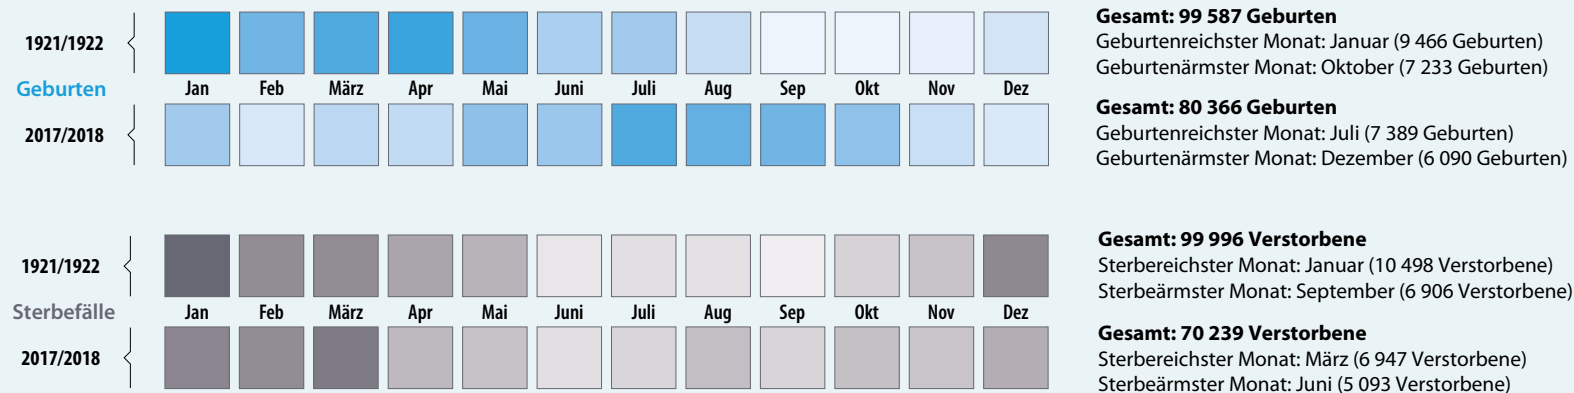 1921/1922
Geburten
Jan Feb März Apr Mai Juni Juli Aug Sep Okt Nov Dez
2017/2018
Gesamt: 99 587 Geburten
Geburtenreichster Monat: Januar (9 466 Geburten)
Geburtenärmster Monat: Oktober (7 233 Geburten)
Gesamt: 80 366 Geburten
Geburtenreichster Monat: Juli (7 389 Geburten)
Geburtenärmster Monat: Dezember (6 090 Geburten)
1921/1922
Sterbefälle
Jan Feb März Apr Mai Juni Juli Aug Sep Okt Nov Dez
2017/2018
Gesamt: 99 996 Verstorbene
Sterbereichster Monat: Januar (10 498 Verstorbene)
Sterbeärmster Monat: September (6 906 Verstorbene)
Gesamt: 70 239 Verstorbene
Sterbereichster Monat: März (6 947 Verstorbene)
Sterbeärmster Monat: Juni (5 093 Verstorbene)